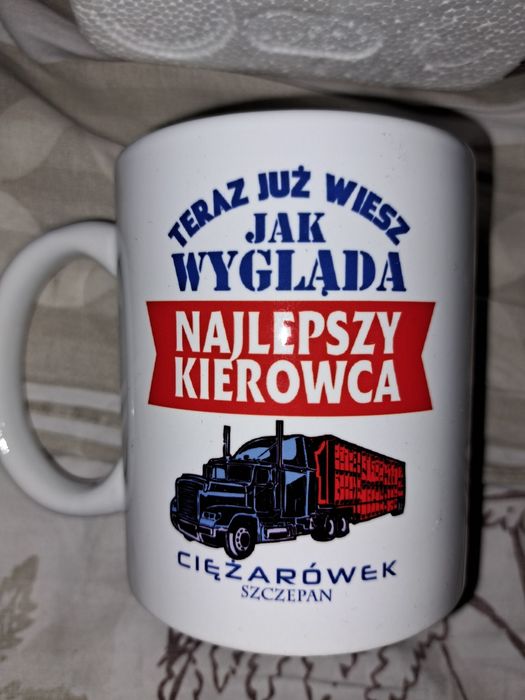 TERAZ JUŻ WIESZ
JAK
WYGLĄDA
NAJLEPSZY
KIEROWCA
CIĘŻARÓWEK
SZCZEPAN